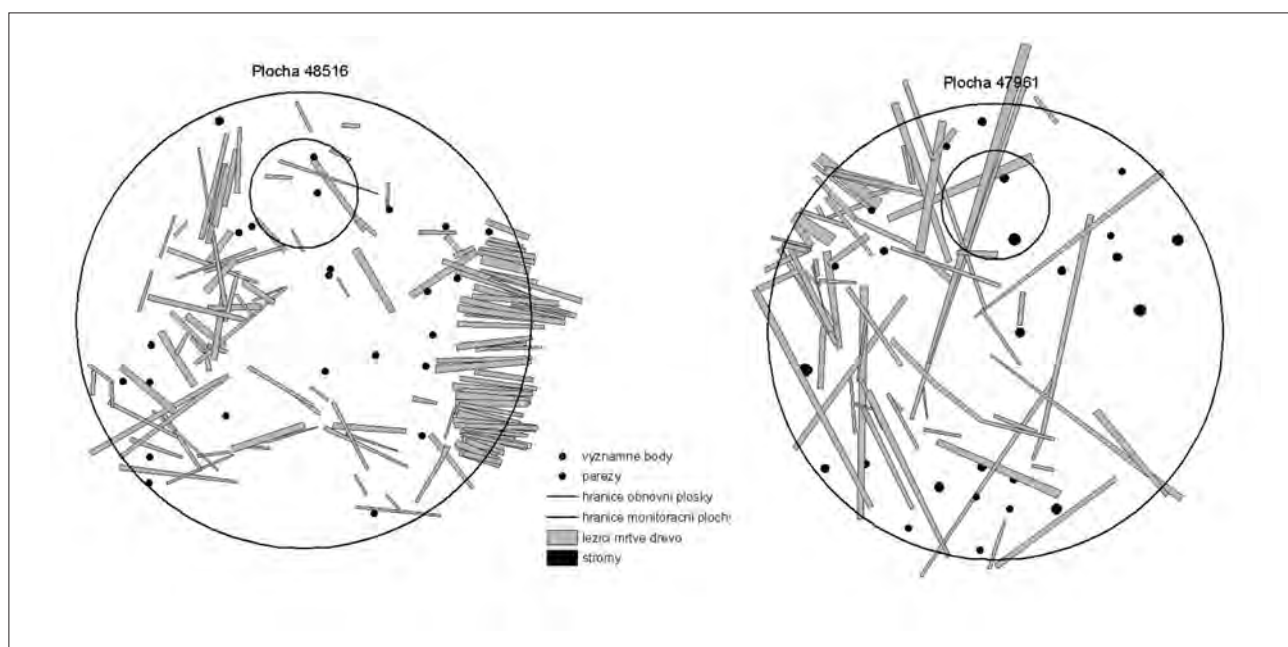 Plocha 48516
Plocha 47961
vyznamne body
parezy
hranice obnovni plosky
hranice monitoracni plochy
lezici mrtve drevo
stromy